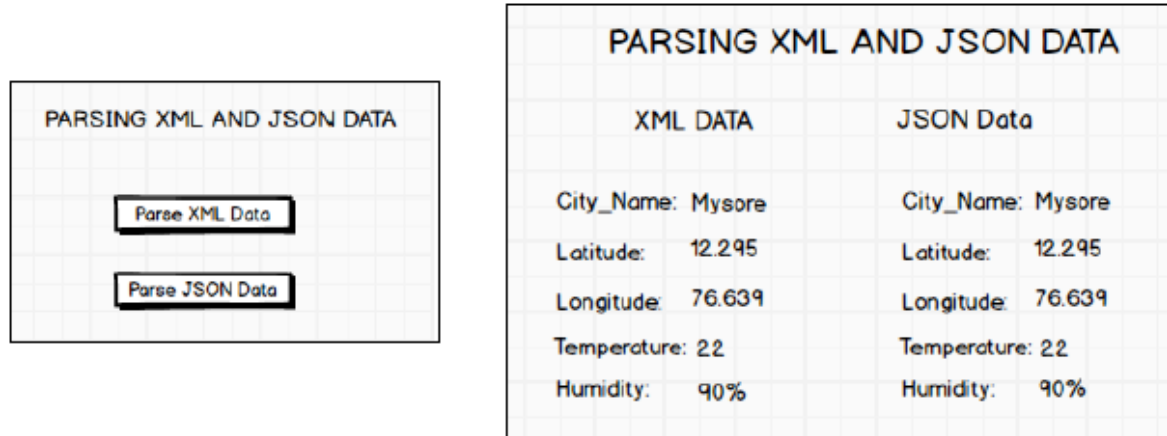 PARSING XML AND JSON DATA
Parse XML Data
Parse JSON Data
PARSING XML AND JSON DATA
XML DATA
City_Name: Mysore
Latitude: 12.295
Longitude: 76.639
Temperature: 22
Humidity: 90%
JSON Data
City_Name: Mysore
Latitude: 12.295
Longitude: 76.639
Temperature: 22
Humidity: 90%